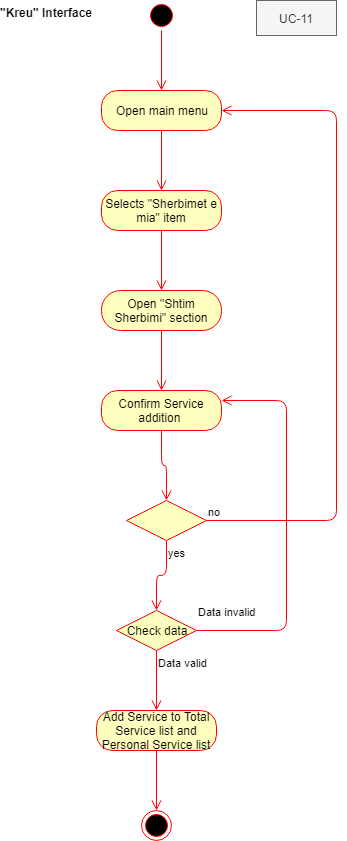 "Kreu" Interface
UC-11
Open main menu
Selects "Sherbimet e
mia" item
Open "Shtim
Sherbimi" section
Confirm Service
addition
no
yes
Data invalid
Check data
Data valid
Add Service to Total
Service list and
Personal Service list